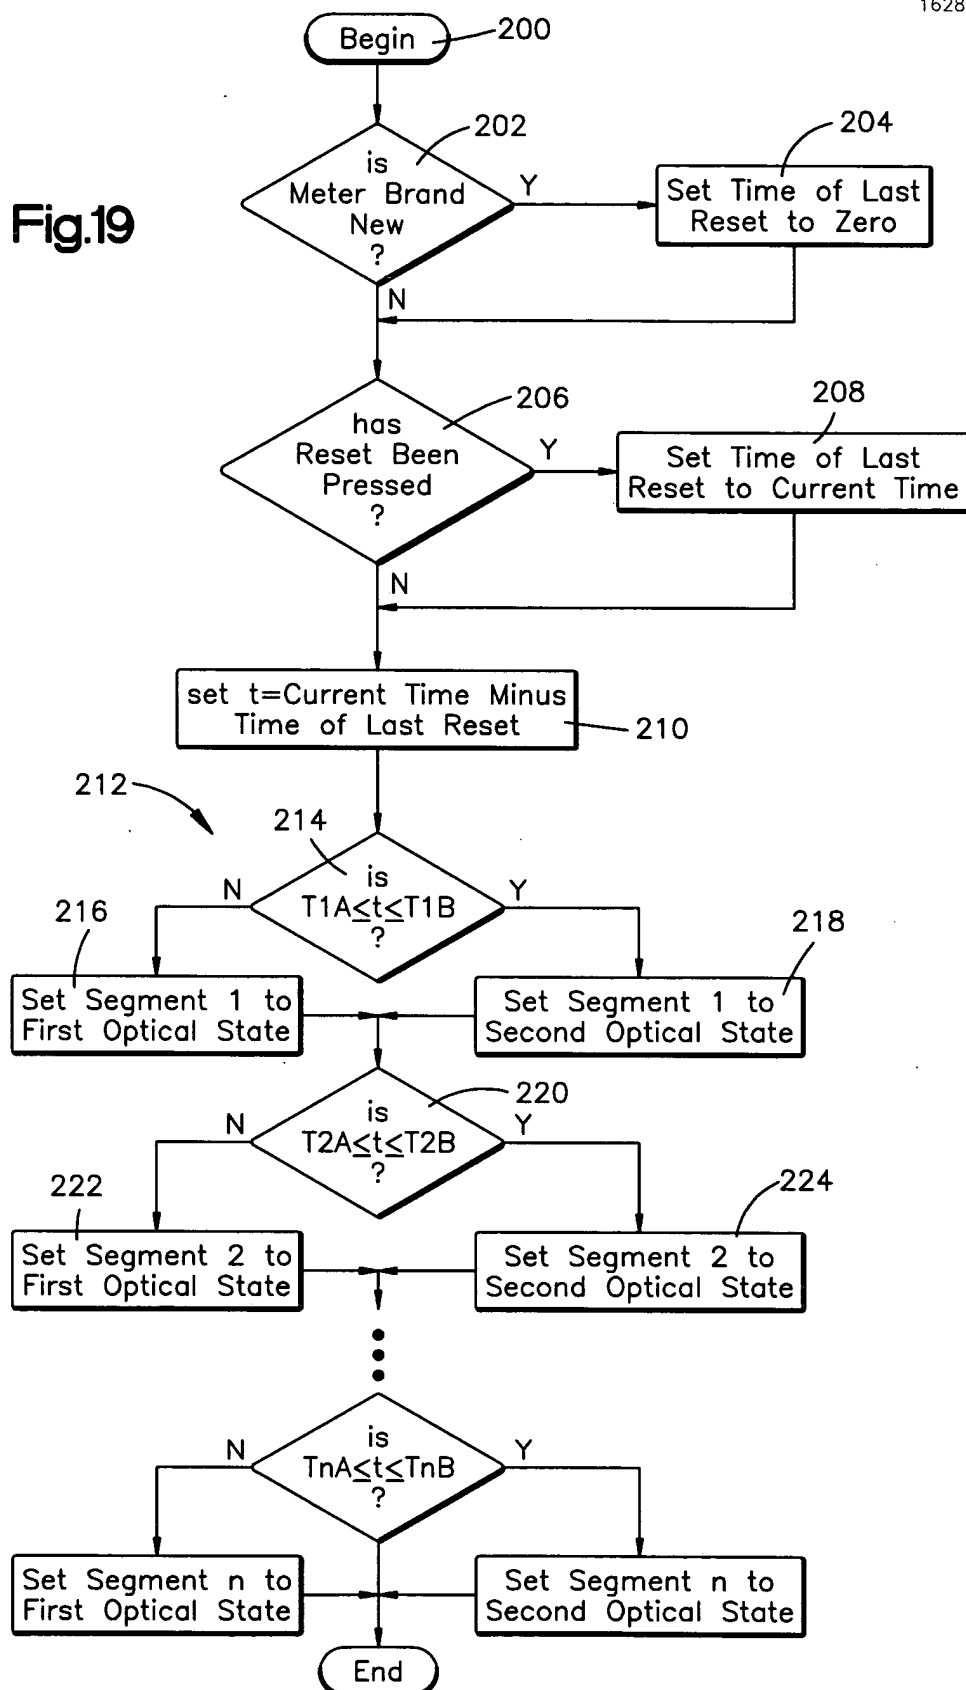 1628
Begin
200
202
is
Meter Brand
New
?
Y
204
Set Time of Last
Reset to Zero
Fig.19
N
206
has
Reset Been
Pressed
?
Y
208
Set Time of Last
Reset to Current Time
N
set t=Current Time Minus
Time of Last Reset
210
212
214
is
T1A≤t≤T1B
?
N
Y
216
Set Segment 1 to
First Optical State
218
Set Segment 1 to
Second Optical State
220
is
T2A≤t≤T2B
?
N
Y
222
Set Segment 2 to
First Optical State
224
Set Segment 2 to
Second Optical State
is
TnA≤t≤TnB
?
N
Y
Set Segment n to
First Optical State
Set Segment n to
Second Optical State
End